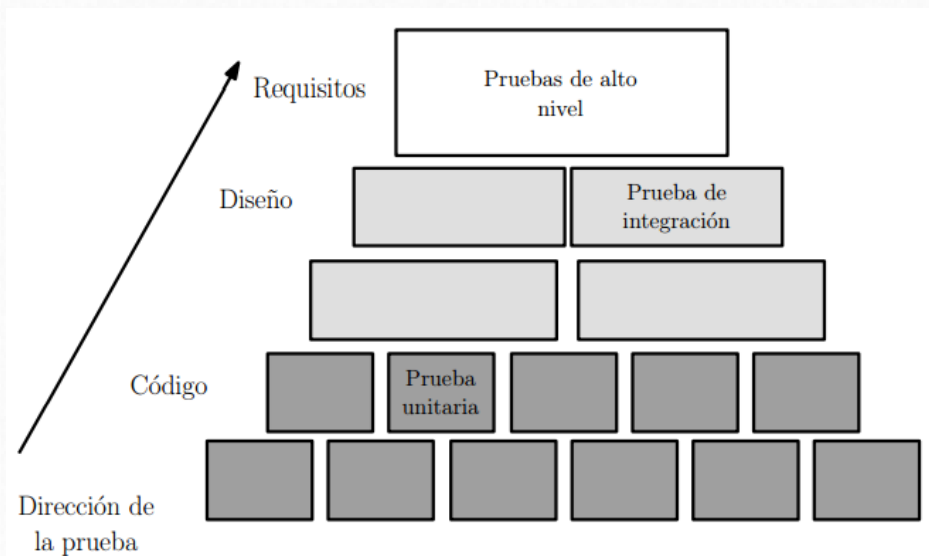 Requisitos
Pruebas de alto
nivel
Diseño
Prueba de
integración
Código
Prueba
unitaria
Dirección de
la prueba